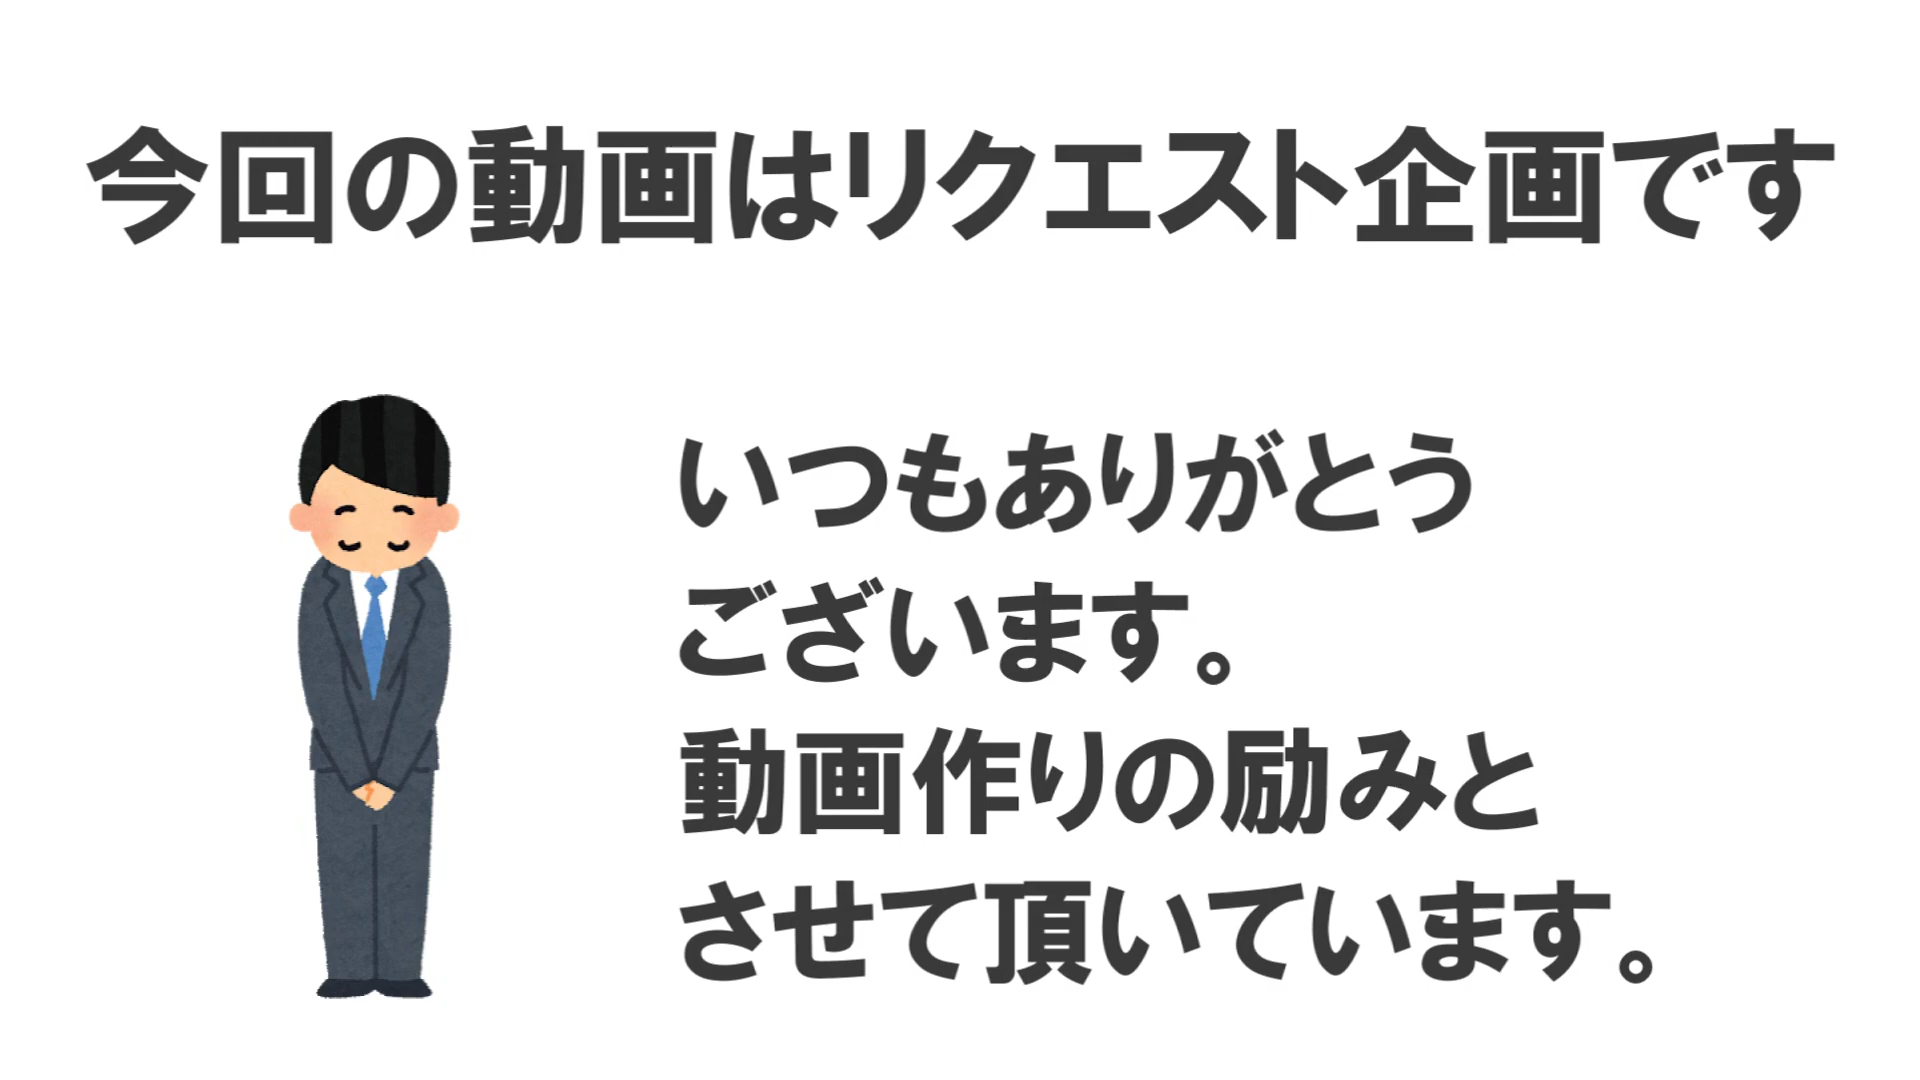 今回の動画はリクエスト企画です
いつもありがとう
ございます。
動画作りの励みと
させて頂いています。